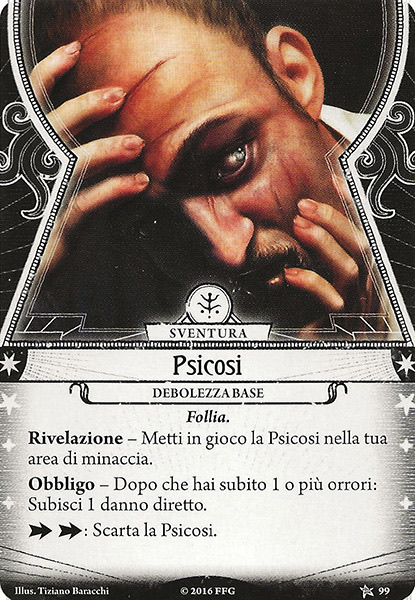 SVENTURA
Psicosi
DEBOLEZZA BASE
Follia.
Rivelazione – Metti in gioco la Psicosi nella tua
area di minaccia.
Obbligo – Dopo che hai subito 1 o più orrori:
Subisci 1 danno diretto.
: Scarta la Psicosi.
Illus. Tiziano Baracchi © 2016 FFG 99